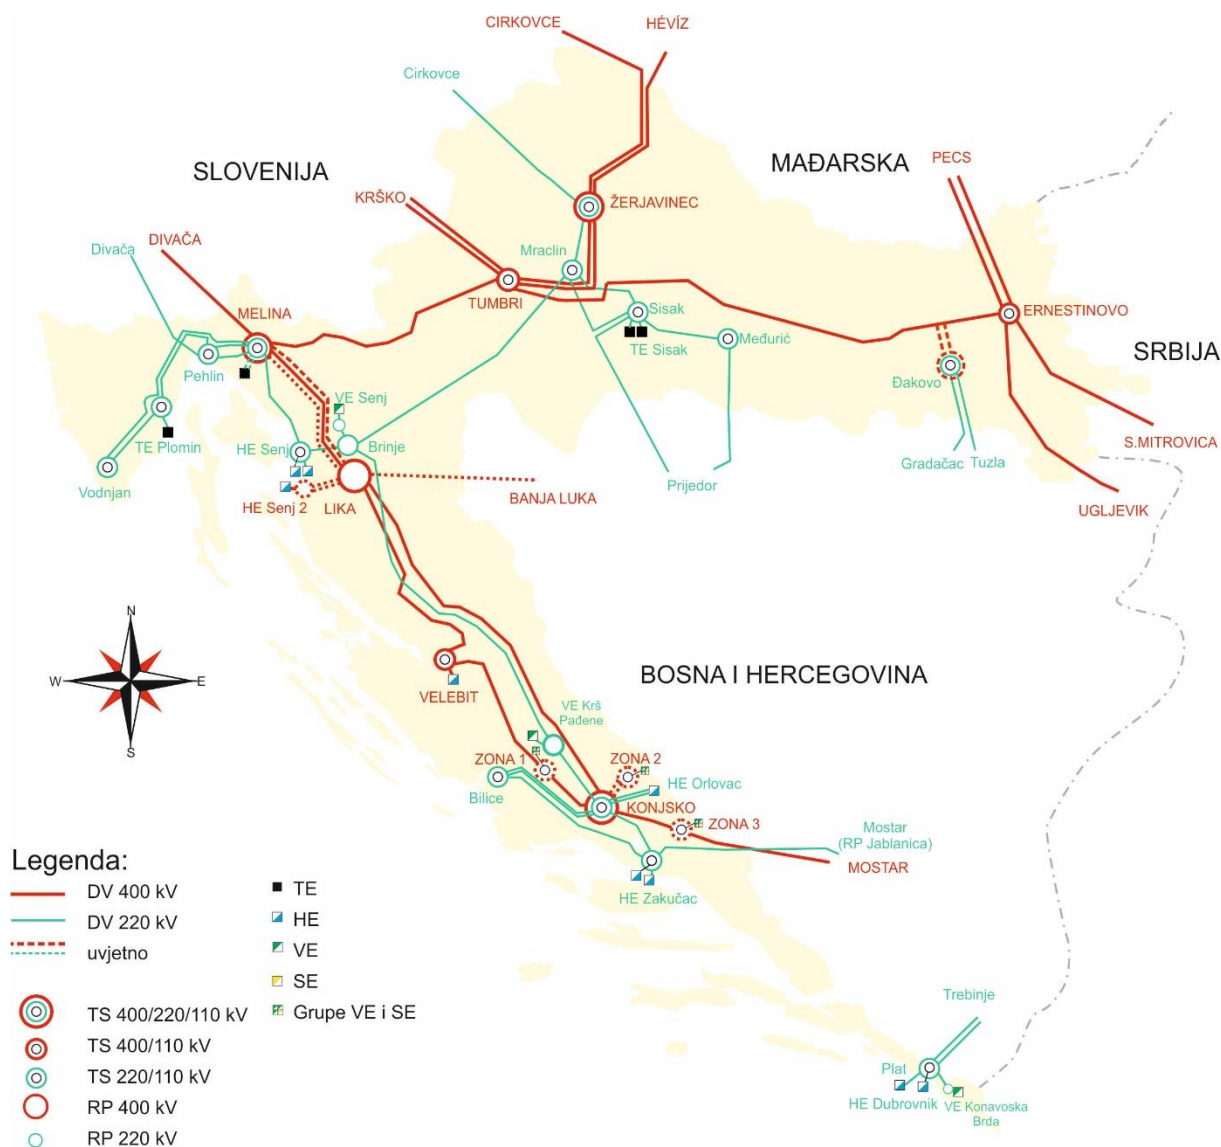 CIRKOVCE
HÉVÍZ
Cirkovce
MAĐARSKA
PECS
SLOVENIJA
KRŠKO
ŽERJAVINEC
DIVAČA
Divača
Mraclin
MELINA
TUMBRI
Sisak
ERNESTINOVO
TE Sisak
Međurić
SRBIJA
Pehlin
Đakovo
VE Senj
TE Plomin
HE Senj
Brinje
S.MITROVICA
Gradačac
Tuzla
Vodnjan
Prijedor
BANJA LUKA
HE Senj 2
LIKA
UGLJEVIK
N
W
E
S
BOSNA I HERCEGOVINA
VELEBIT
VE Krš
Pađene
ZONA 1
ZONA 2
HE Orlovac
Bilice
KONJSKO
ZONA 3
Mostar
(RP Jablanica)
MOSTAR
HE Zakučac
Legenda:
DV 400 kV
DV 220 kV
uvjetno
TS 400/220/110 kV
TS 400/110 kV
TS 220/110 kV
RP 400 kV
RP 220 kV
TE
HE
VE
SE
Grupe VE i SE
Trebinje
Plat
HE Dubrovnik
VE Konavoska
Brda